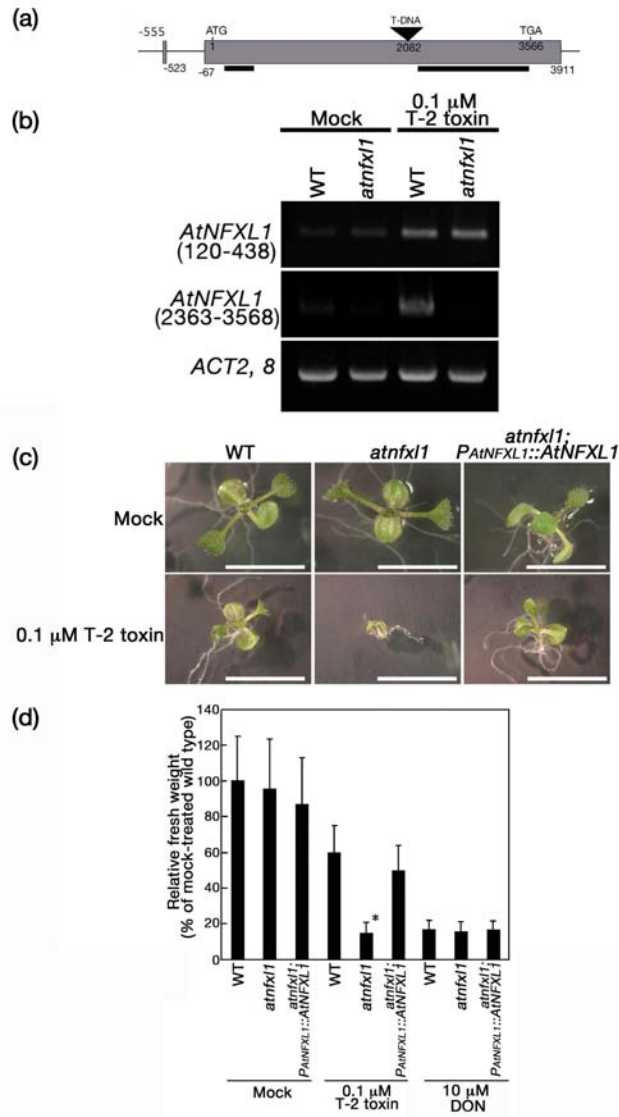 (a)
T-DNA
-555 ATG TGA
1 2082 3566
-523 -67 3911
(b)
Mock 0.1 μM T-2 toxin
WT atnfxl1 WT atnfxl1
AtNFXL1
(120-438)
AtNFXL1
(2363-3568)
ACT2, 8
(c)
WT atnfxl1 atnfxl1; PAtNFXL1::AtNFXL1
Mock
0.1 μM T-2 toxin
(d)
Relative fresh weight
(% of mock-treated wild type)
140
120
100
80
60
40
20
0
*
WT atnfxl1 atnfxl1; PAtNFXL1::AtNFXL1 WT atnfxl1 atnfxl1; PAtNFXL1::AtNFXL1 WT atnfxl1 atnfxl1; PAtNFXL1::AtNFXL1
Mock 0.1 μM T-2 toxin 10 μM DON